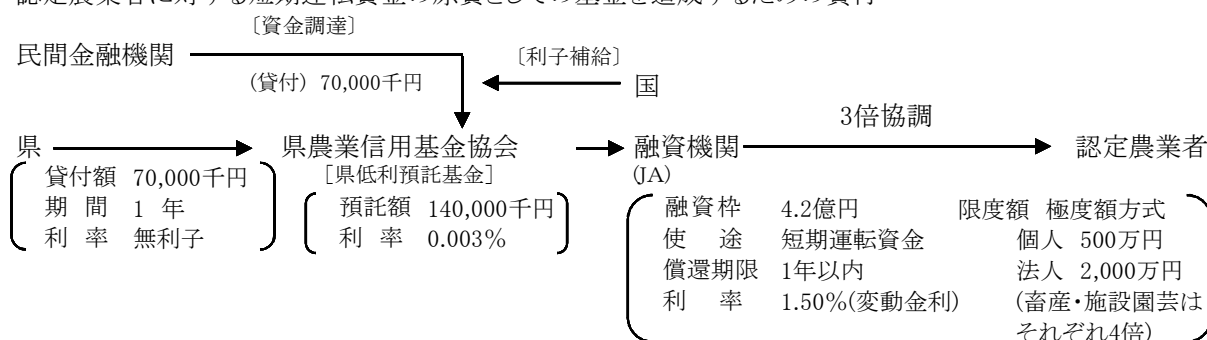 認定農業者に対する短期運転資金の原資としての基金を造成するための貸付
〔資金調達〕
民間金融機関
〔利子補給〕
(貸付) 70,000千円
国
3倍協調
県
県農業信用基金協会
融資機関
認定農業者
[県低利預託基金]
(JA)
貸付額 70,000千円
期 間 1 年
利 率 無利子
預託額 140,000千円
利 率 0.003%
融資枠 4.2億円
使 途 短期運転資金
償還期限 1年以内
利 率 1.50%(変動金利)
限度額 極度額方式
個人 500万円
法人 2,000万円
(畜産・施設園芸は
それぞれ4倍)